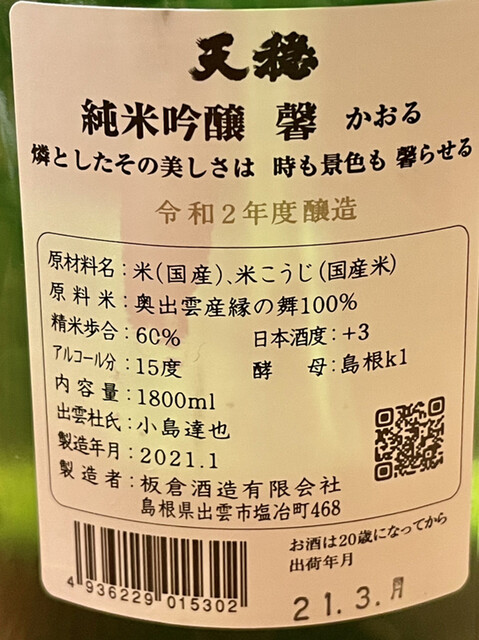 天穏
純米吟醸 馨 かおる
燐としたその美しさは 時も景色も 馨らせる
令和2年度醸造
原材料名：米(国産)、米こうじ(国産米)
原料米：奥出雲産縁の舞100%
精米歩合：60% 日本酒度：+3
アルコール分：15度 酵母：島根k1
内容量：1800ml
出雲杜氏：小島達也
製造年月：2021.1
製造者：板倉酒造有限会社
島根県出雲市塩冶町468
お酒は20歳になってから
出荷年月
21.3.月
4 936229 015302